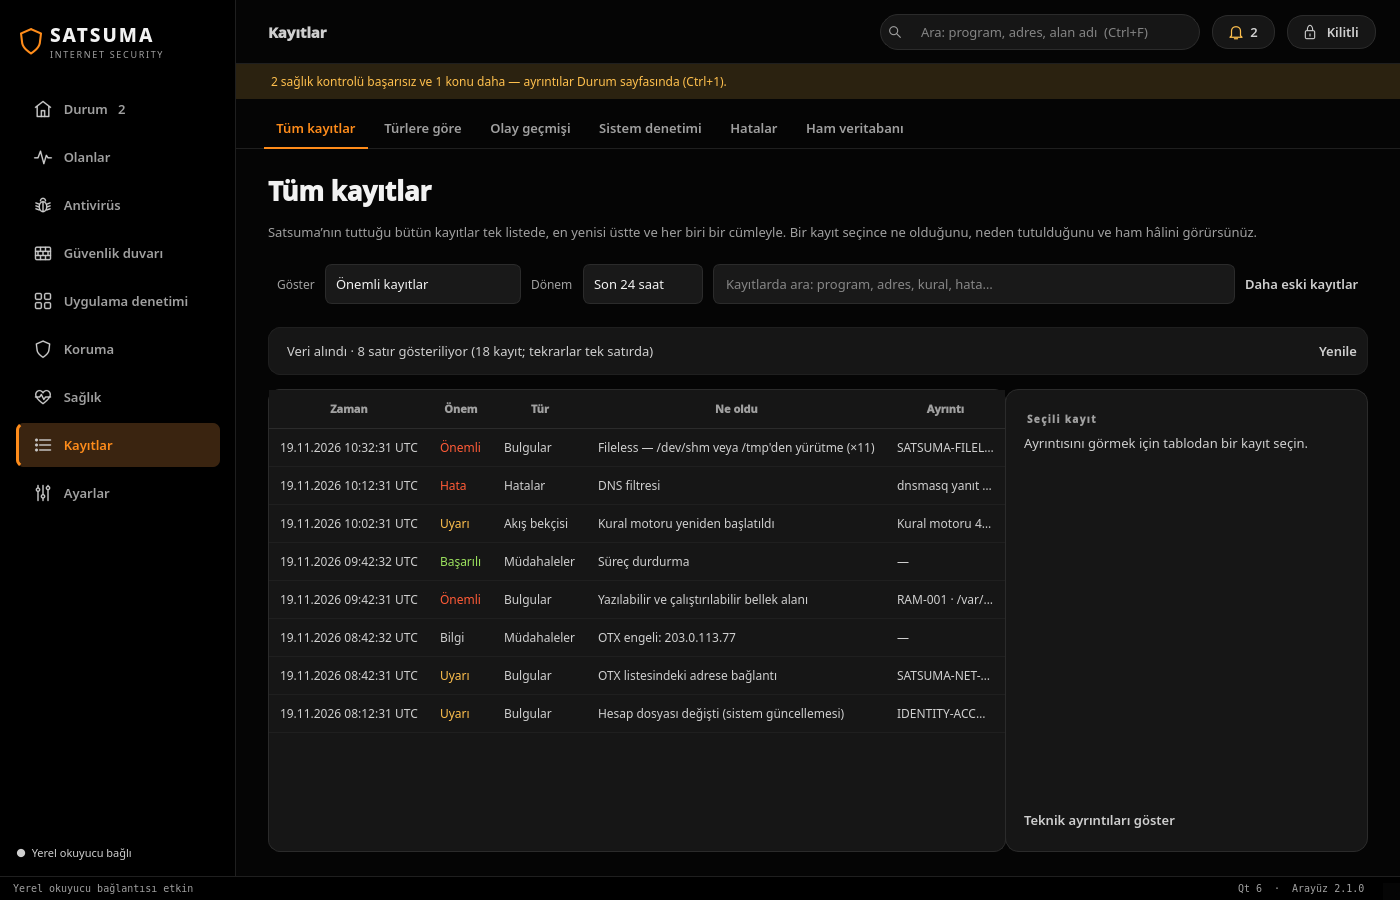 SATSUMA
INTERNET SECURITY
Durum 2
Olanlar
Antivirüs
Güvenlik duvarı
Uygulama denetimi
Koruma
Sağlık
Kayıtlar
Ayarlar
Yerel okuyucu bağlı
Kayıtlar
Ara: program, adres, alan adı (Ctrl+F)
2
Kilitli
2 sağlık kontrolü başarısız ve 1 konu daha — ayrıntılar Durum sayfasında (Ctrl+1).
Tüm kayıtlar Türlere göre Olay geçmişi Sistem denetimi Hatalar Ham veritabanı
Tüm kayıtlar
Satsuma'nın tuttuğu bütün kayıtlar tek listede, en yenisi üstte ve her biri bir cümleyle. Bir kayıt seçince ne olduğunu, neden tutulduğunu ve ham hâlini görürsünüz.
Göster Önemli kayıtlar Dönem Son 24 saat Kayıtlarda ara: program, adres, kural, hata... Daha eski kayıtlar
Veri alındı · 8 satır gösteriliyor (18 kayıt; tekrarlar tek satırda) Yenile
Zaman Önem Tür Ne oldu Ayrıntı
19.11.2026 10:32:31 UTC Önemli Bulgular Fileless — /dev/shm veya /tmp'den yürütme (×11) SATSUMA-FILEL...
19.11.2026 10:12:31 UTC Hata Hatalar DNS filtresi dnsmasq yanıt ...
19.11.2026 10:02:31 UTC Uyarı Akış bekçisi Kural motoru yeniden başlatıldı Kural motoru 4...
19.11.2026 09:42:32 UTC Başarılı Müdahaleler Süreç durdurma —
19.11.2026 09:42:31 UTC Önemli Bulgular Yazılabilir ve çalıştırılabilir bellek alanı RAM-001 · /var/...
19.11.2026 08:42:32 UTC Bilgi Müdahaleler OTX engeli: 203.0.113.77 —
19.11.2026 08:42:31 UTC Uyarı Bulgular OTX listesindeki adrese bağlantı SATSUMA-NET-...
19.11.2026 08:12:31 UTC Uyarı Bulgular Hesap dosyası değişti (sistem güncellemesi) IDENTITY-ACC...
Seçili kayıt
Ayrıntısını görmek için tablodan bir kayıt seçin.
Teknik ayrıntıları göster
Yerel okuyucu bağlantısı etkin
Qt 6 · Arayüz 2.1.0